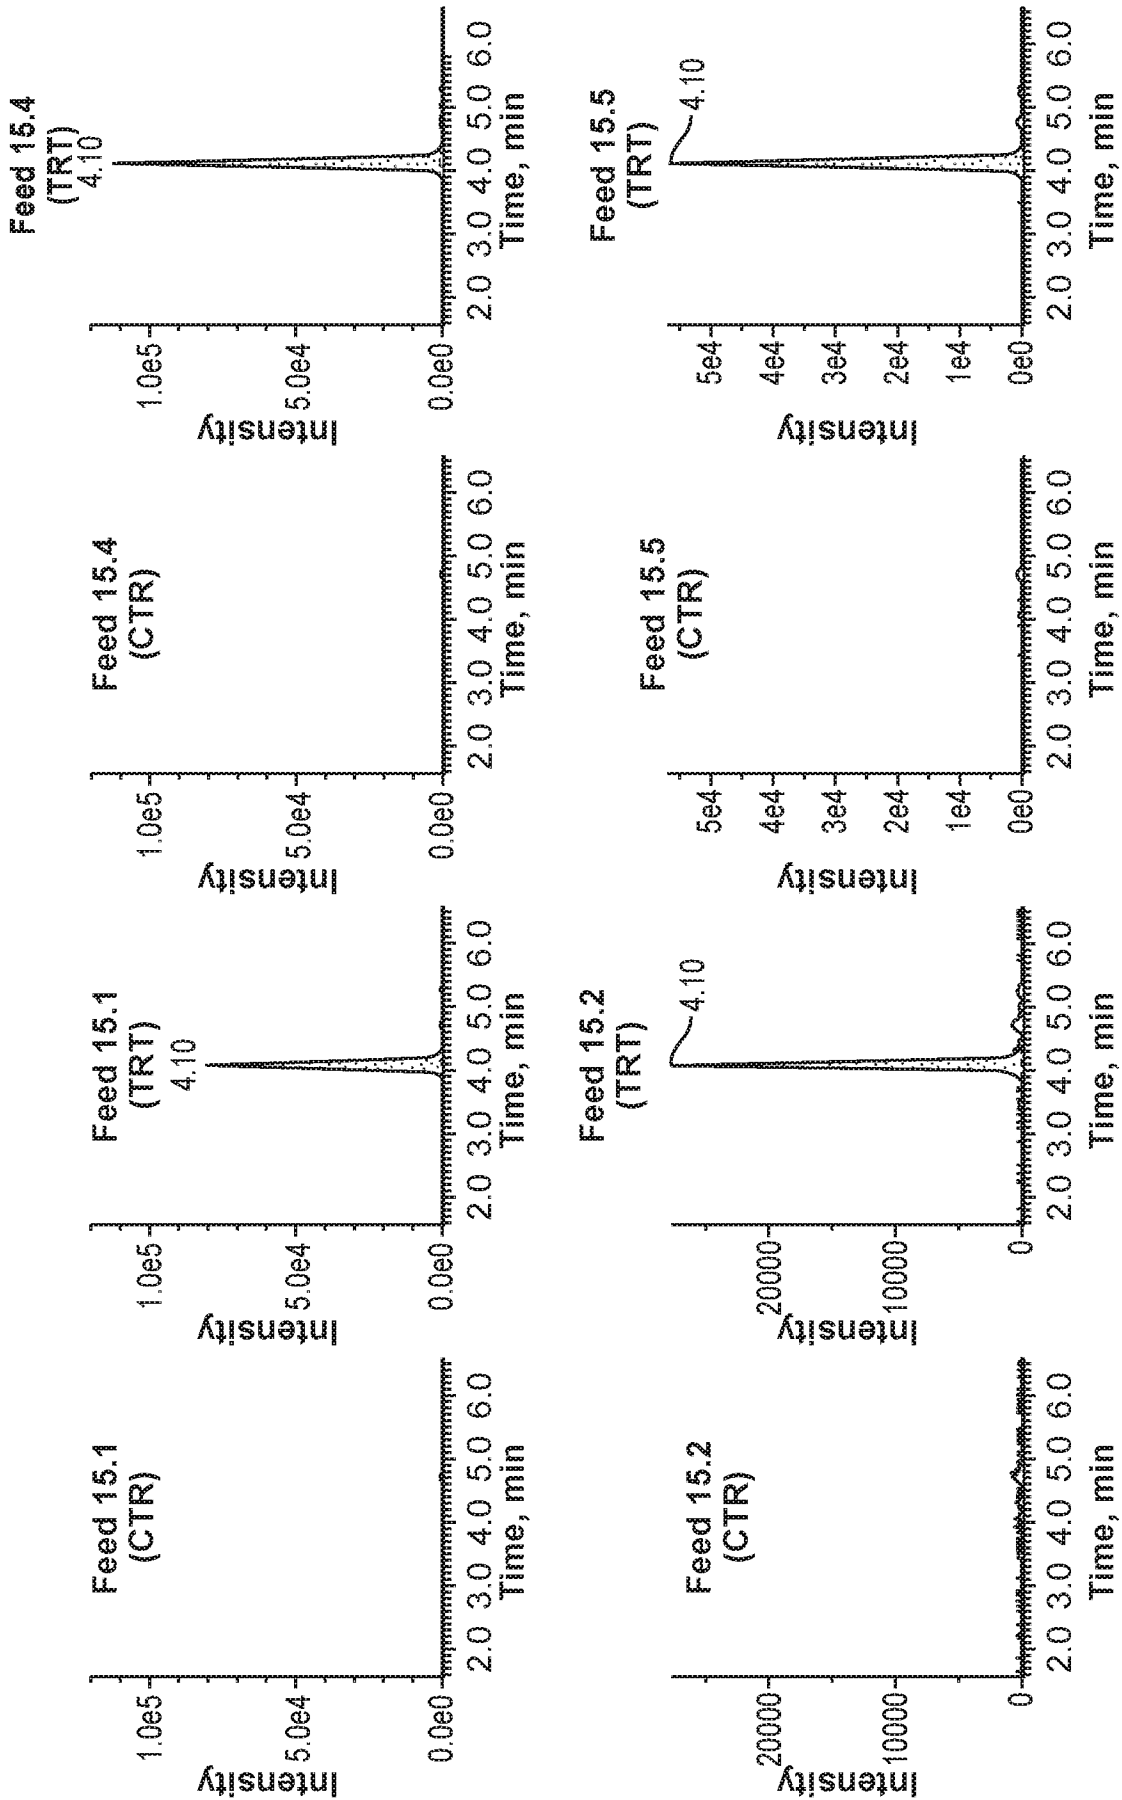 Feed 15.1
(CTR)
Intensity
1.0e5
5.0e4
0.0e0
2.0 3.0 4.0 5.0 6.0
Time, min
Feed 15.1
(TRT)
4.10
Intensity
1.0e5
5.0e4
0.0e0
2.0 3.0 4.0 5.0 6.0
Time, min
Feed 15.4
(CTR)
Intensity
1.0e5
5.0e4
0.0e0
2.0 3.0 4.0 5.0 6.0
Time, min
Feed 15.4
(TRT)
4.10
Intensity
1.0e5
5.0e4
0.0e0
2.0 3.0 4.0 5.0 6.0
Time, min
Feed 15.2
(CTR)
Intensity
20000
10000
0
2.0 3.0 4.0 5.0 6.0
Time, min
Feed 15.2
(TRT)
4.10
Intensity
20000
10000
0
2.0 3.0 4.0 5.0 6.0
Time, min
Feed 15.5
(CTR)
Intensity
5e4
4e4
3e4
2e4
1e4
0e0
2.0 3.0 4.0 5.0 6.0
Time, min
Feed 15.5
(TRT)
4.10
Intensity
5e4
4e4
3e4
2e4
1e4
0e0
2.0 3.0 4.0 5.0 6.0
Time, min